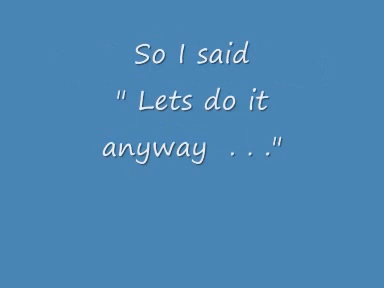 So I said
" Lets do it
anyway  . . ."